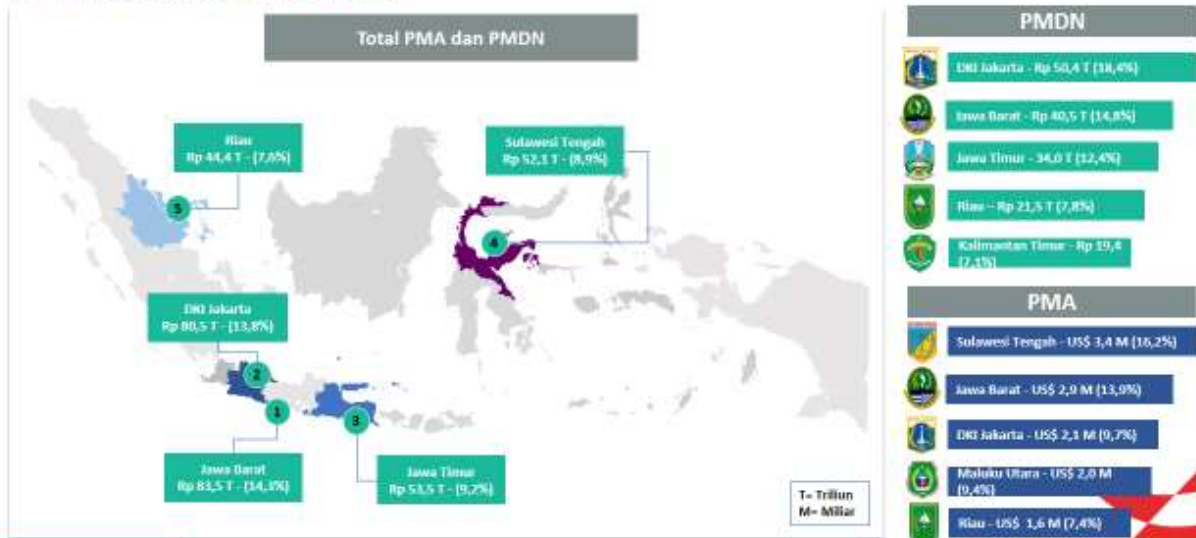 Total PMA dan PMDN
Riau
Rp 44,4 T - (7,6%)
Sulawesi Tengah
Rp 52,1 T - (8,9%)
5
4
DKI Jakarta
Rp 80,5 T - (13,8%)
2
1
3
Jawa Barat
Rp 83,5 T - (14,3%)
Jawa Timur
Rp 53,5 T - (9,2%)
T= Triliun
M= Miliar
PMDN
DKI Jakarta - Rp 50,4 T (18,4%)
Jawa Barat - Rp 40,5 T (14,8%)
Jawa Timur - 34,0 T (12,4%)
Riau – Rp 21,5 T (7,8%)
Kalimantan Timur - Rp 19,4
(7,1%)
PMA
Sulawesi Tengah - US$ 3,4 M (16,2%)
Jawa Barat - US$ 2,9 M (13,9%)
DKI Jakarta - US$ 2,1 M (9,7%)
Maluku Utara - US$ 2,0 M
(9,4%)
Riau - US$ 1,6 M (7,4%)